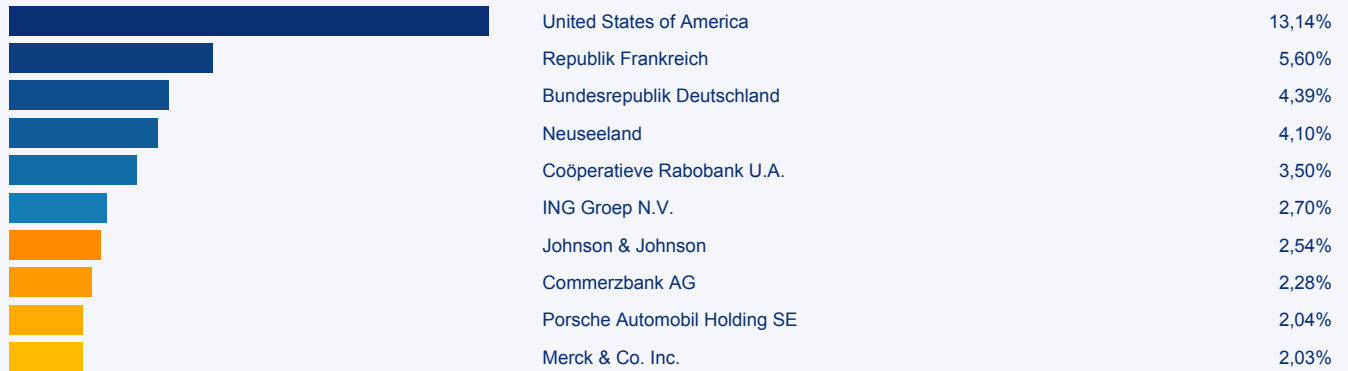 United States of America 13,14%
Republik Frankreich 5,60%
Bundesrepublik Deutschland 4,39%
Neuseeland 4,10%
Coöperatieve Rabobank U.A. 3,50%
ING Groep N.V. 2,70%
Johnson & Johnson 2,54%
Commerzbank AG 2,28%
Porsche Automobil Holding SE 2,04%
Merck & Co. Inc. 2,03%